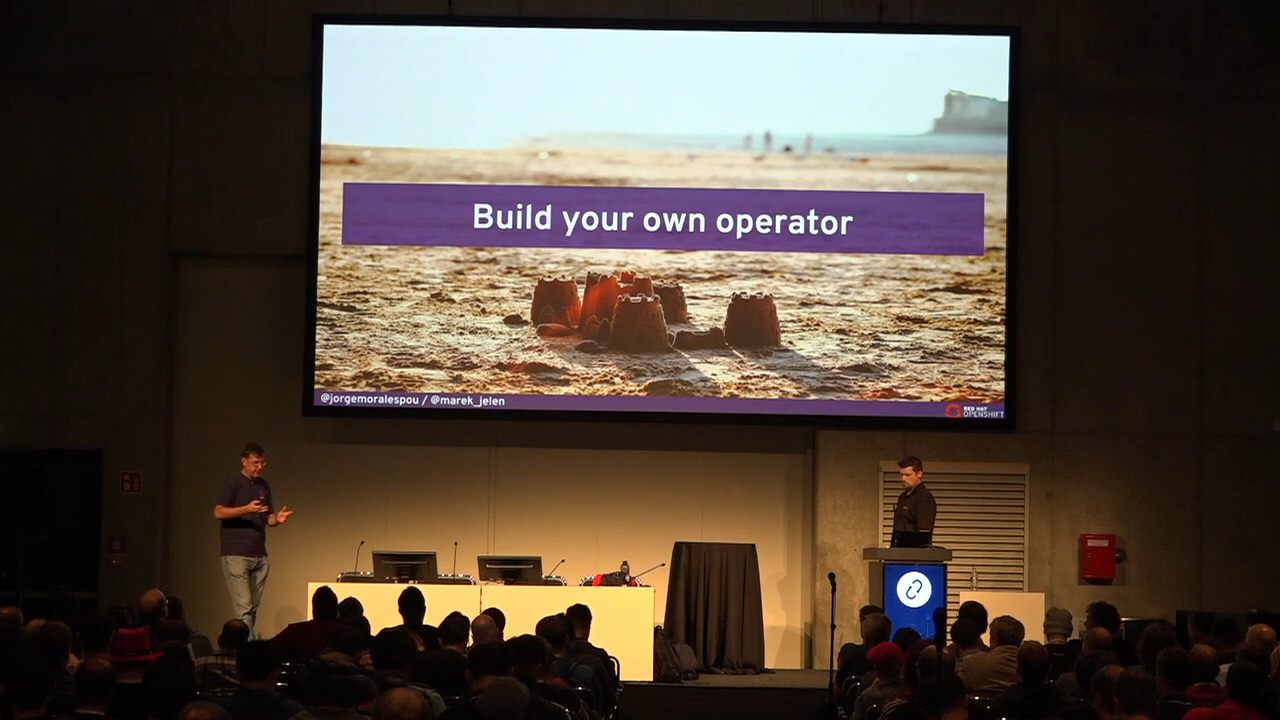 Build your own operator
@jorgemoralespou / @marek_jelen
RED HAT
OPENSHIFT